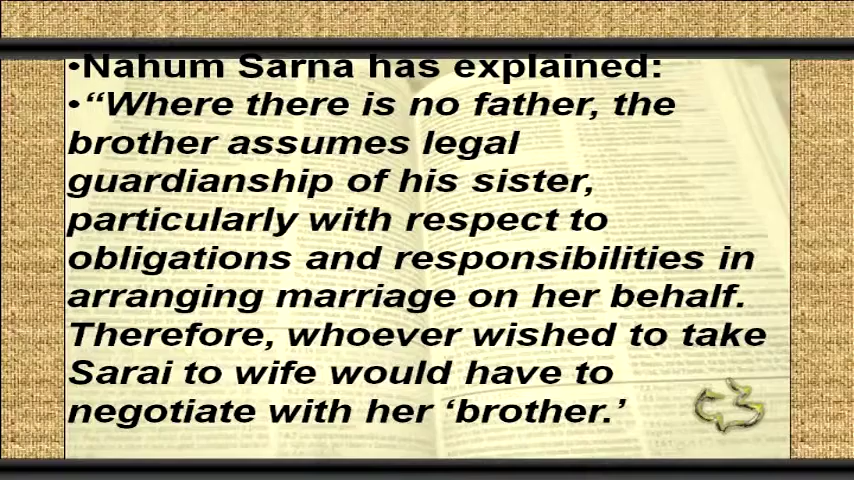 •Nahum Sarna has explained:
•“Where there is no father, the
brother assumes legal
guardianship of his sister,
particularly with respect to
obligations and responsibilities in
arranging marriage on her behalf.
Therefore, whoever wished to take
Sarai to wife would have to
negotiate with her ‘brother.’